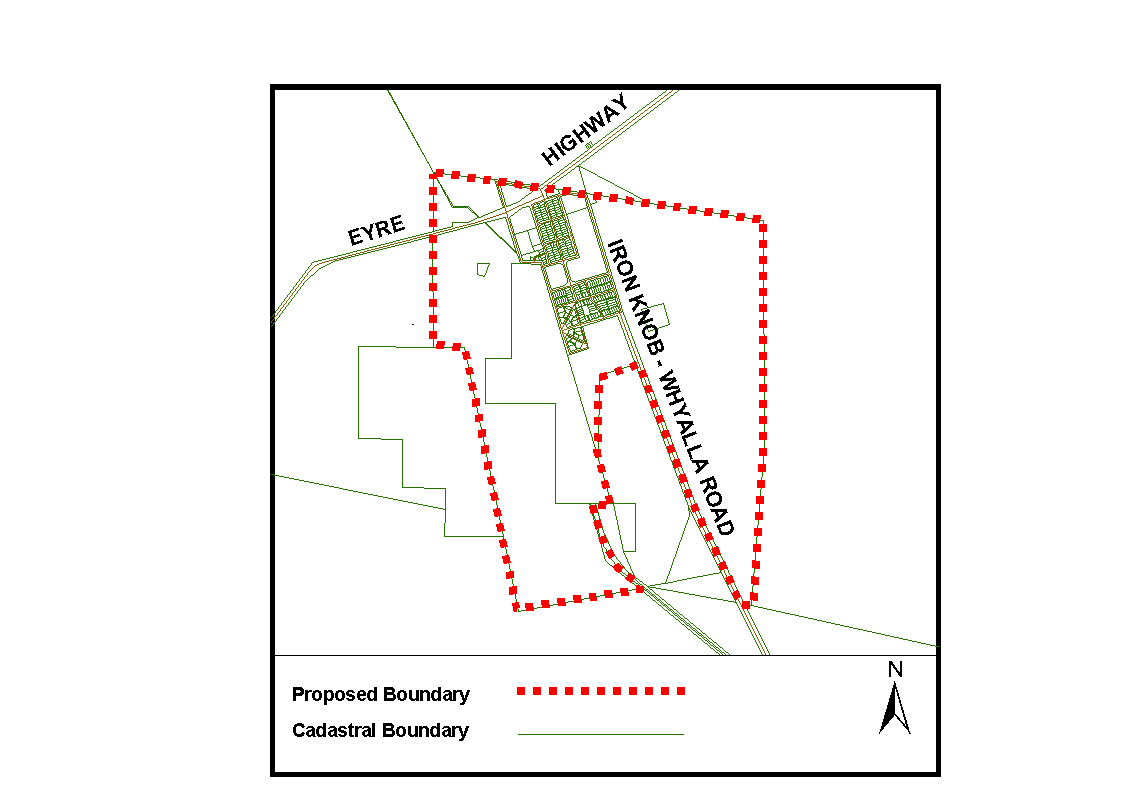 HIGHWAY
EYRE
IRON KNOB - WHYALLA ROAD
N
Proposed Boundary
Cadastral Boundary